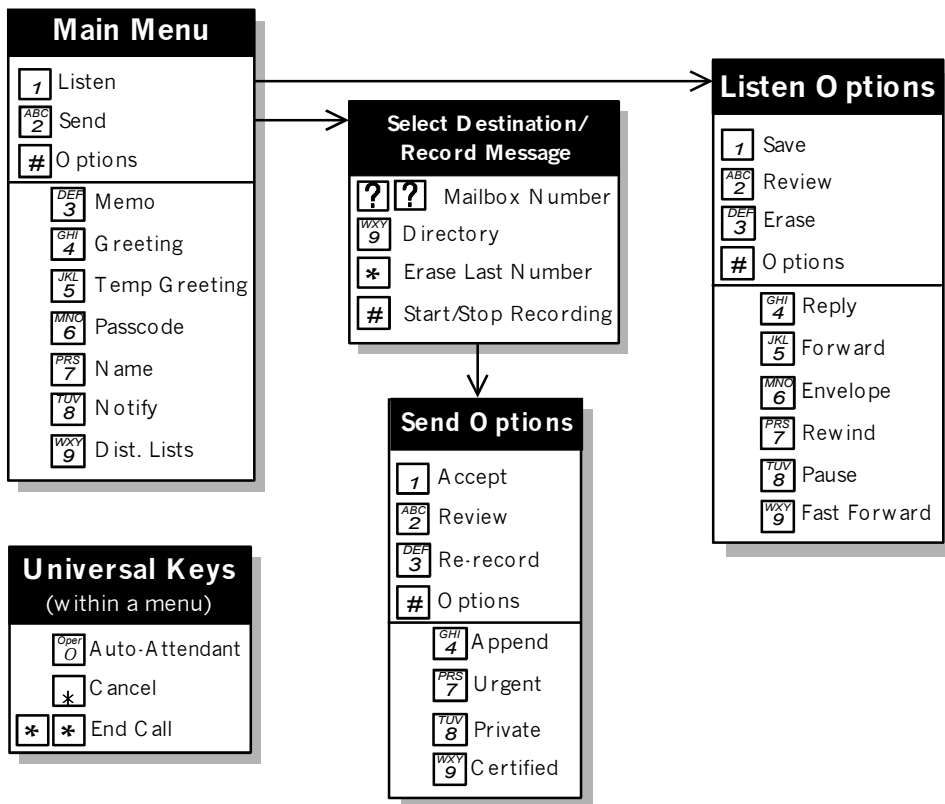 Main Menu
1 Listen
ABC 2 Send
# Options
DEF 3 Memo
GHI 4 Greeting
JKL 5 Temp Greeting
MNO 6 Passcode
PRS 7 Name
TUV 8 Notify
WXY 9 Dist. Lists
Select Destination/
Record Message
? ? Mailbox Number
WXY 9 Directory
* Erase Last Number
# Start/Stop Recording
Listen Options
1 Save
ABC 2 Review
DEF 3 Erase
# Options
GHI 4 Reply
JKL 5 Forward
MNO 6 Envelope
PRS 7 Rewind
TUV 8 Pause
WXY 9 Fast Forward
Send Options
1 Accept
ABC 2 Review
DEF 3 Re-record
# Options
GHI 4 Append
PRS 7 Urgent
TUV 8 Private
WXY 9 Certified
Universal Keys
(within a menu)
Oper 0 Auto-Attendant
* Cancel
* * End Call